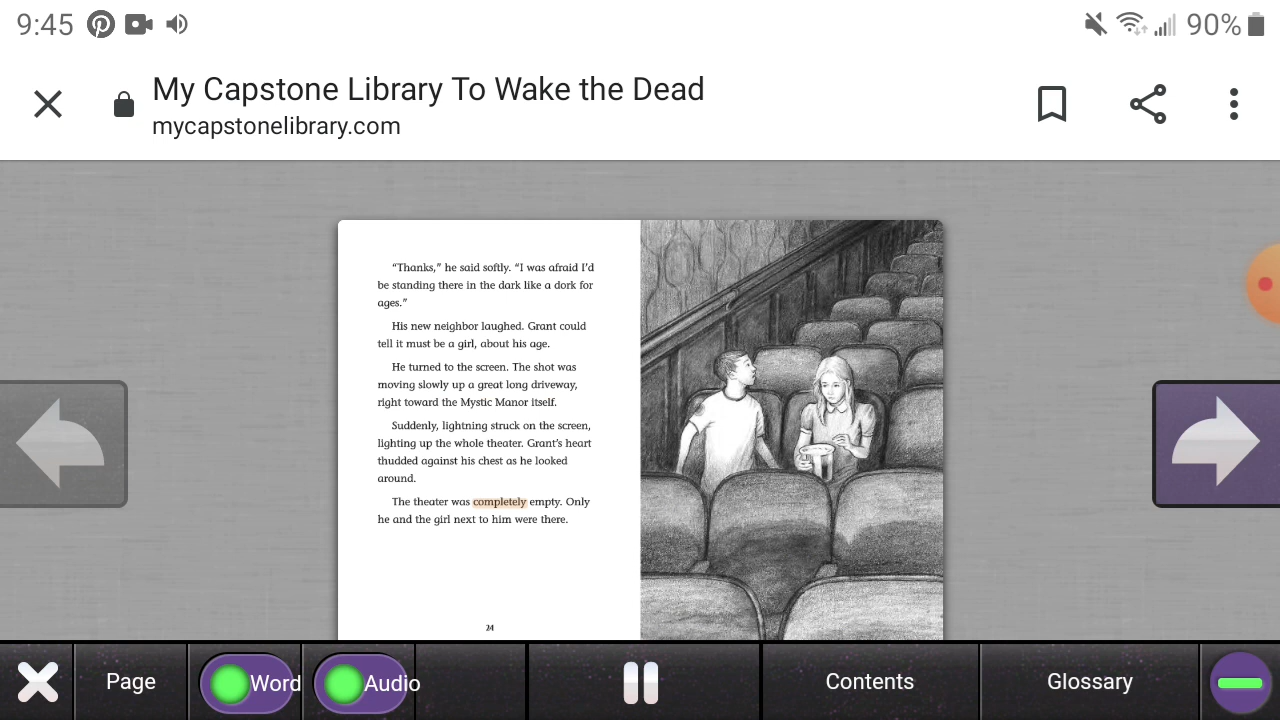 9:45
90%
My Capstone Library To Wake the Dead
mycapstonelibrary.com
“Thanks,” he said softly. “I was afraid I’d
be standing there in the dark like a dork for
ages.”
His new neighbor laughed. Grant could
tell it must be a girl, about his age.
He turned to the screen. The shot was
moving slowly up a great long driveway,
right toward the Mystic Manor itself.
Suddenly, lightning struck on the screen,
lighting up the whole theater. Grant’s heart
thudded against his chest as he looked
around.
The theater was completely empty. Only
he and the girl next to him were there.
24
Page
Word
Audio
Contents
Glossary